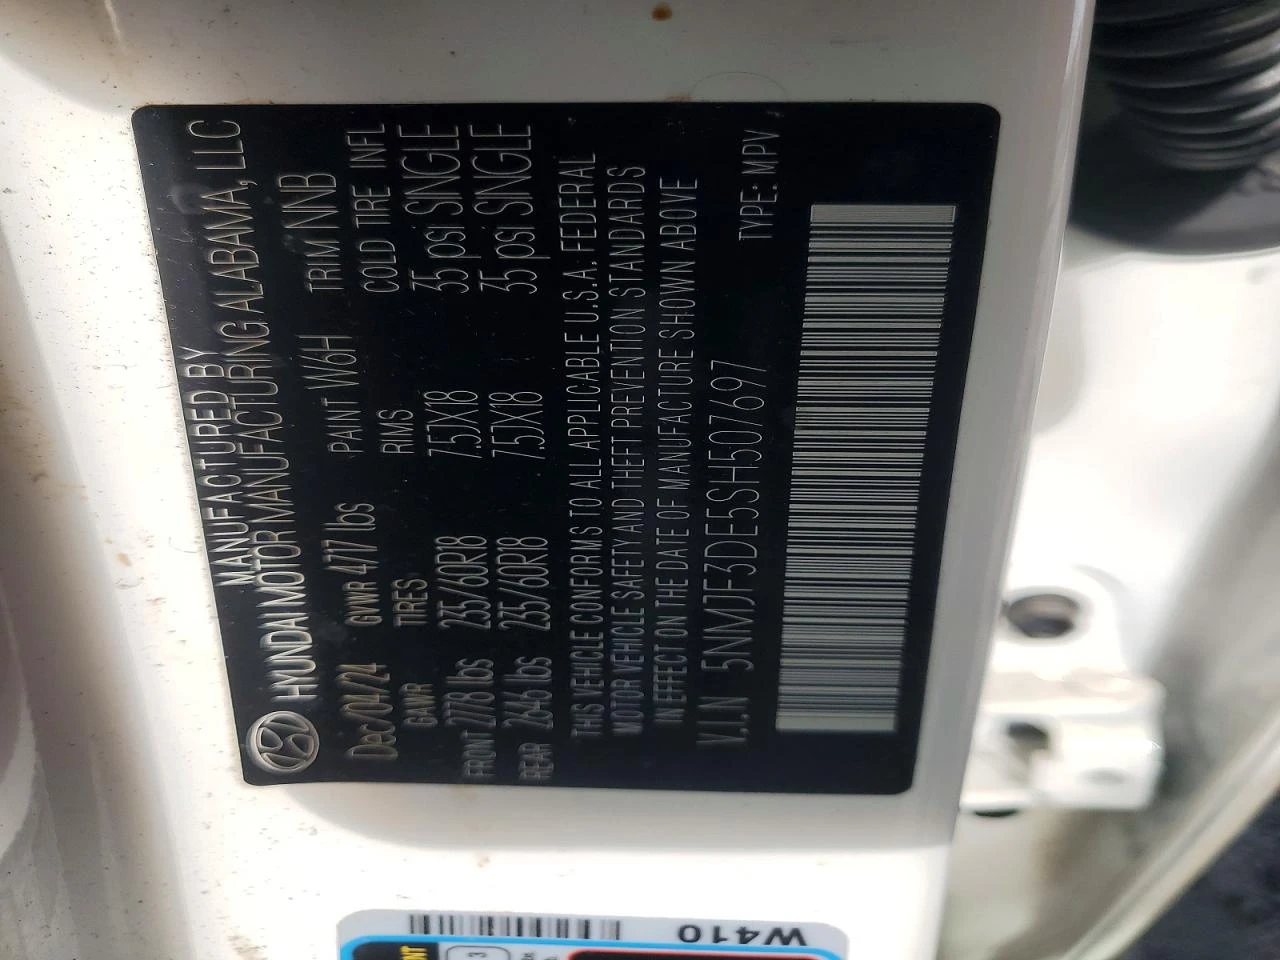 MANUFACTURED BY
HYUNDAI MOTOR MANUFACTURING ALABAMA, LLC
Dec/04/24 GVWR 4717 lbs PAINT W6H TRIM NNB
GAWR TIRES RIMS COLD TIRE INFL
FRONT 2778 lbs 235/60R18 7.5JX18 35 psi SINGLE
REAR 2646 lbs 235/60R18 7.5JX18 35 psi SINGLE
THIS VEHICLE CONFORMS TO ALL APPLICABLE U.S.A. FEDERAL
MOTOR VEHICLE SAFETY AND THEFT PREVENTION STANDARDS
IN EFFECT ON THE DATE OF MANUFACTURE SHOWN ABOVE
V.I.N 5NMJF3DE5SH507697 TYPE: MPV
W410
3